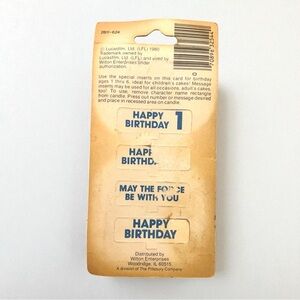 © Lucasfilm, Ltd. (LFL) 1980
Trademark owned by
Lucasfilm, Ltd. (LFL) and used by
Wilton Enterprises under
authorization.
Use the special inserts on this card for birthday
ages 1 thru 6, ideal for children's cakes. Message
inserts may be used for all occasions, adult's cakes,
too! To use, remove Character name rectangle
from candle. Press out number or message desired
and place in recessed area on candle.
HAPPY
BIRTHDAY 1
HAPP
BIRTHD
MAY THE FORCE
BE WITH YOU
HAPPY
BIRTHDAY
Distributed by
Wilton Enterprises
Woodridge, IL 60515
A division of The Pillsbury Company